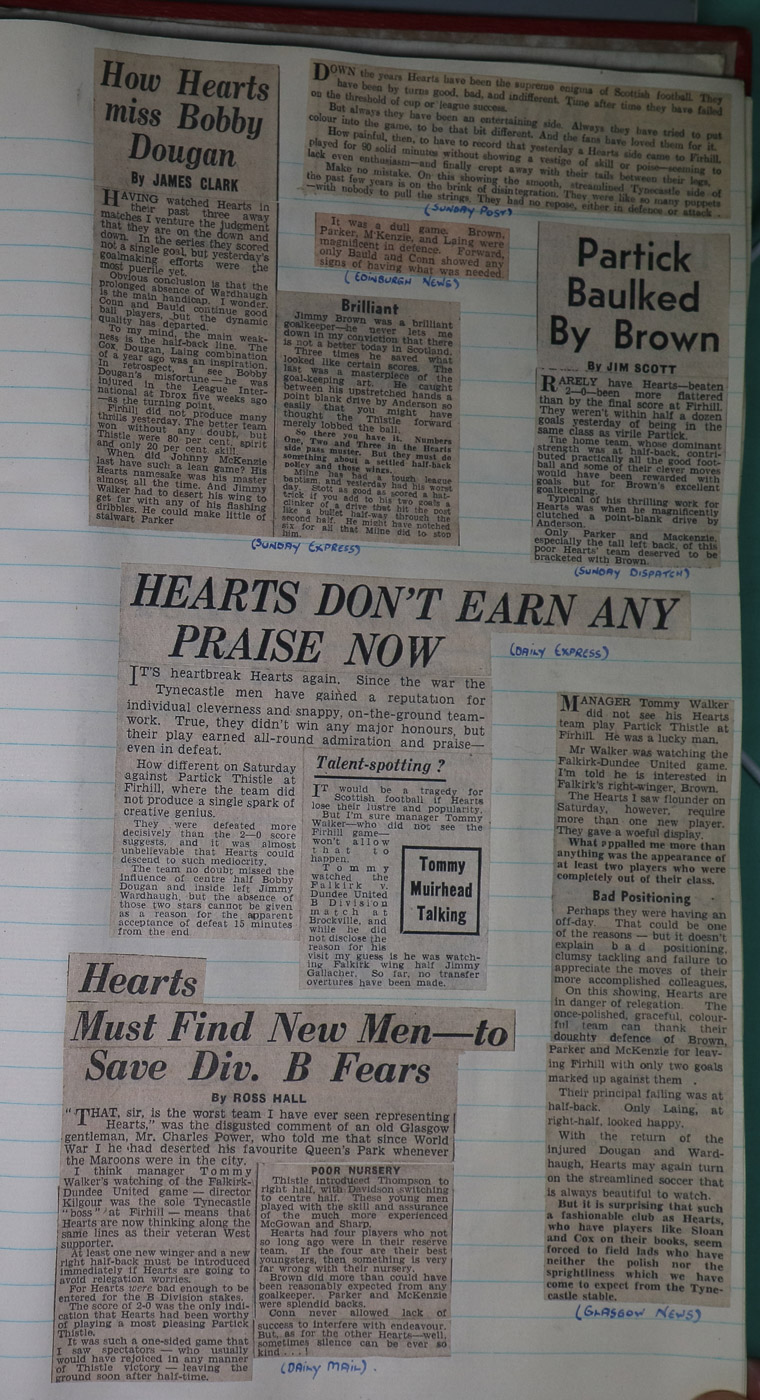 How Hearts
miss Bobby
Dougan
By JAMES CLARK
HAVING watched Hearts in
their past three away
matches I venture the judgment
that they are on the down and
down. In the series they scored
not a single goal, but yesterday's
goalmaking efforts were the
most puerile yet.
Obvious conclusion is that the
prolonged absence of Wardhaugh
is the main handicap. I wonder.
Conn and Bauld continue good
ball players, but the dynamic
quality has departed.
To my mind, the main weak-
ness is the half-back line. The
Cox, Dougan, Laing combination
of a year ago was an inspiration.
In retrospect, I see Bobby
Dougan's misfortune—he was
injured in the League Inter-
national at Ibrox five weeks ago
—as the turning point.
Firhill did not produce many
thrills yesterday. The better team
won without any doubt, but
Thistle were 80 per cent. spirit
and only 20 per cent. skill.
When did Johnny McKenzie
last have such a lean game? His
Hearts namesake was his master
almost all the time. And Jimmy
Walker had to desert his wing to
get far with any of his flashing
dribbles. He could make little of
stalwart Parker
DOWN the years Hearts have been the supreme enigma of Scottish football. They
have been by turns good, bad, and indifferent. Time after time they have failed
on the threshold of cup or league success.
But always they have been an entertaining side. Always they have tried to put
colour into the game, to be that bit different. And the fans have loved them for it.
How painful, then, to have to record that yesterday a Hearts side came to Firhill,
played for 90 solid minutes without showing a vestige of skill or poise—seeming to
lack even enthusiasm—and finally crept away with their tails between their legs.
Make no mistake. On this showing the smooth, streamlined Tynecastle side of
the past few years is on the brink of disintegration. They were like so many puppets
—with nobody to pull the strings. They had no repose, either in defence or attack.
(SUNDAY POST)
It was a dull game. Brown,
Parker, M'Kenzie, and Laing were
magnificent in defence. Forward,
only Bauld and Conn showed any
signs of having what was needed.
(EDINBURGH NEWS)
Brilliant
Jimmy Brown was a brilliant
goalkeeper—he never lets me
down in my conviction that there
is not a better today in Scotland.
Three times he saved what
looked like certain scores. The
last was a masterpiece of the
goal-keeping art. He caught
between his upstretched hands a
point blank drive by Anderson so
easily that you might have
thought the Thistle forward
merely lobbed the ball.
So there you have it. Numbers
One, Two and Three in the Hearts
side pass muster. But they must do
something about a settled half-back
policy and those wings.
Milne has had a tough league
baptism, and yesterday had his worst
day. Stott as good as scored a hat-
trick if you add to his two goals a
clinker of a drive that hit the post
like a bullet half-way through the
second half. He might have notched
six for all that Milne did to stop
him.
(SUNDAY EXPRESS)
Partick
Baulked
By Brown
By JIM SCOTT
RARELY have Hearts—beaten
2—0—been more flattered
than by the final score at Firhill.
They weren't within half a dozen
goals yesterday of being in the
same class as virile Partick.
The home team, whose dominant
strength was at half-back, contri-
buted practically all the good foot-
ball and some of their clever moves
would have been rewarded with
goals but for Brown's excellent
goalkeeping.
Typical of his thrilling work for
Hearts was when he magnificently
clutched a point-blank drive by
Anderson.
Only Parker and Mackenzie,
especially the tall left back, of this
poor Hearts' team deserved to be
bracketed with Brown.
(SUNDAY DISPATCH)
HEARTS DON'T EARN ANY
PRAISE NOW
(DAILY EXPRESS)
IT'S heartbreak Hearts again. Since the war the
Tynecastle men have gained a reputation for
individual cleverness and snappy, on-the-ground team-
work. True, they didn't win any major honours, but
their play earned all-round admiration and praise—
even in defeat.
How different on Saturday
against Partick Thistle at
Firhill, where the team did
not produce a single spark of
creative genius.
They were defeated more
decisively than the 2—0 score
suggests, and it was almost
unbelievable that Hearts could
descend to such mediocrity.
The team no doubt missed the
influence of centre half Bobby
Dougan and inside left Jimmy
Wardhaugh, but the absence of
those two stars cannot be given
as a reason for the apparent
acceptance of defeat 15 minutes
from the end.
Talent-spotting ?
IT would be a tragedy for
Scottish football if Hearts
lose their lustre and popularity.
But I'm sure manager Tommy
Walker—who did not see the
Firhill game—
won't allow
that to
happen.
Tommy
watched the
Falkirk v.
Dundee United
B Division
match at
Brockville, and
while he did
not disclose the
reason for his
visit my guess is he was watch-
ing Falkirk wing half Jimmy
Gallacher. So far, no transfer
overtures have been made.
Tommy
Muirhead
Talking
MANAGER Tommy Walker
did not see his Hearts
team play Partick Thistle at
Firhill. He was a lucky man.
Mr Walker was watching the
Falkirk-Dundee United game.
I'm told he is interested in
Falkirk's right-winger, Brown.
The Hearts I saw flounder on
Saturday, however, require
more than one new player.
They gave a woeful display.
What appalled me more than
anything was the appearance of
at least two players who were
completely out of their class.
Bad Positioning
Perhaps they were having an
off-day. That could be one
of the reasons — but it doesn't
explain bad positioning,
clumsy tackling and failure to
appreciate the moves of their
more accomplished colleagues.
On this showing, Hearts are
in danger of relegation. The
once-polished, graceful, colour-
ful team can thank their
doughty defence of Brown,
Parker and McKenzie for leav-
ing Firhill with only two goals
marked up against them.
Their principal failing was at
half-back. Only Laing, at
right-half, looked happy.
With the return of the
injured Dougan and Ward-
haugh, Hearts may again turn
on the streamlined soccer that
is always beautiful to watch.
But it is surprising that such
a fashionable club as Hearts,
who have players like Sloan
and Cox on their books, seem
forced to field lads who have
neither the polish nor the
sprightliness which we have
come to expect from the Tyne-
castle stable.
(GLASGOW NEWS)
Hearts
Must Find New Men—to
Save Div. B Fears
By ROSS HALL
"THAT, sir, is the worst team I have ever seen representing
Hearts," was the disgusted comment of an old Glasgow
gentleman, Mr. Charles Power, who told me that since World
War I he had deserted his favourite Queen's Park whenever
the Maroons were in the city.
I think manager Tommy
Walker's watching of the Falkirk-
Dundee United game — director
Kilgour was the sole Tynecastle
"boss" at Firhill — means that
Hearts are now thinking along the
same lines as their veteran West
supporter.
At least one new winger and a new
right half-back must be introduced
immediately if Hearts are going to
avoid relegation worries.
For Hearts were bad enough to be
entered for the B Division stakes.
The score of 2-0 was the only indi-
cation that Hearts had been worthy
of playing a most pleasing Partick
Thistle.
It was such a one-sided game that
I saw spectators — who usually
would have rejoiced in any manner
of Thistle victory — leaving the
ground soon after half-time.
POOR NURSERY
Thistle introduced Thompson to
right half, with Davidson switching
to centre half. These young men
played with the skill and assurance
of the much more experienced
McGowan and Sharp.
Hearts had four players who not
so long ago were in their reserve
team. If the four are their best
youngsters, then something is very
far wrong with their nursery.
Brown did more than could have
been reasonably expected from any
goalkeeper. Parker and McKenzie
were splendid backs.
Conn never allowed lack of
success to interfere with endeavour.
But, as for the other Hearts—well,
sometimes silence can be ever so
kind . . . !
(DAILY MAIL).